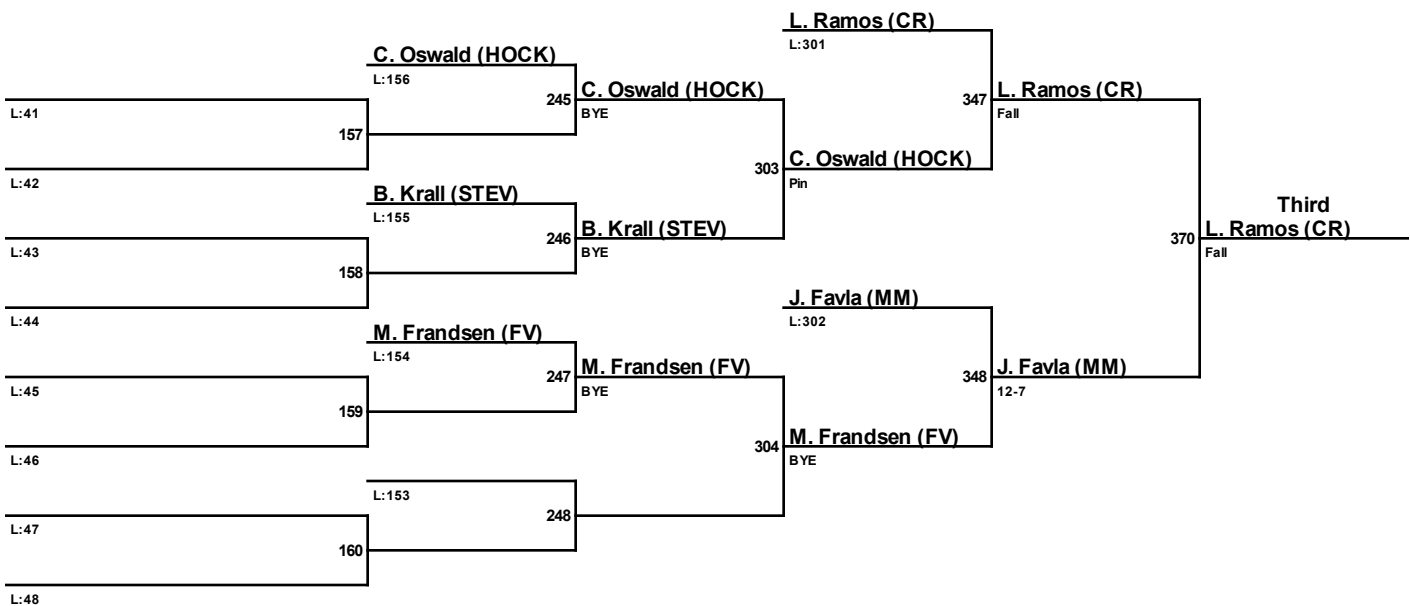 L. Ramos (CR)
L:301
C. Oswald (HOCK)
L:156
245 C. Oswald (HOCK)
BYE
347 L. Ramos (CR)
Fall
L:41
157
303 C. Oswald (HOCK)
Pin
L:42
B. Krall (STEV)
L:155
Third
246 B. Krall (STEV)
BYE
370 L. Ramos (CR)
Fall
L:43
158
J. Favla (MM)
L:302
L:44
M. Frandsen (FV)
L:154
247 M. Frandsen (FV)
BYE
348 J. Favla (MM)
12-7
L:45
159
304 M. Frandsen (FV)
BYE
L:46
L:153
248
L:47
160
L:48